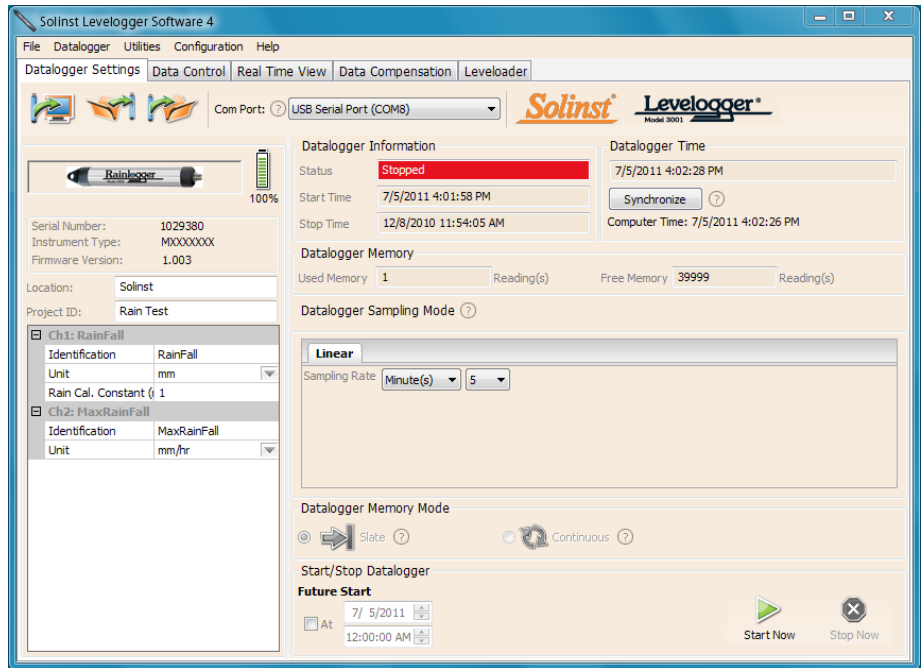 Solinst Levelogger Software 4
File Datalogger Utilities Configuration Help
Datalogger Settings Data Control Real Time View Data Compensation Leveloader
Com Port: ? USB Serial Port (COM8) Solinst Levelogger®
Model 3001
Rainlogger
100%
Serial Number: 1029380
Instrument Type: MXXXXXXX
Firmware Version: 1.003
Location: Solinst
Project ID: Rain Test
Ch1: RainFall
Identification RainFall
Unit mm
Rain Cal. Constant (r 1
Ch2: MaxRainFall
Identification MaxRainFall
Unit mm/hr
Datalogger Information
Status Stopped
Start Time 7/5/2011 4:01:58 PM
Stop Time 12/8/2010 11:54:05 AM
Datalogger Time
7/5/2011 4:02:28 PM
Synchronize ?
Computer Time: 7/5/2011 4:02:26 PM
Datalogger Memory
Used Memory 1 Reading(s) Free Memory 39999 Reading(s)
Datalogger Sampling Mode ?
Linear
Sampling Rate Minute(s) 5
Datalogger Memory Mode
Slate ? Continuous ?
Start/Stop Datalogger
Future Start
At 7/ 5/2011
12:00:00 AM
Start Now Stop Now